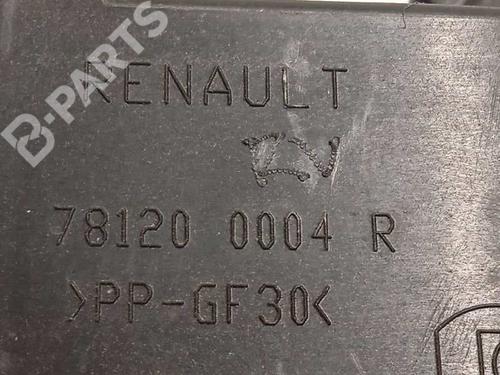 B-PARTS
RENAULT
78120 0004 R
>PP-GF30<